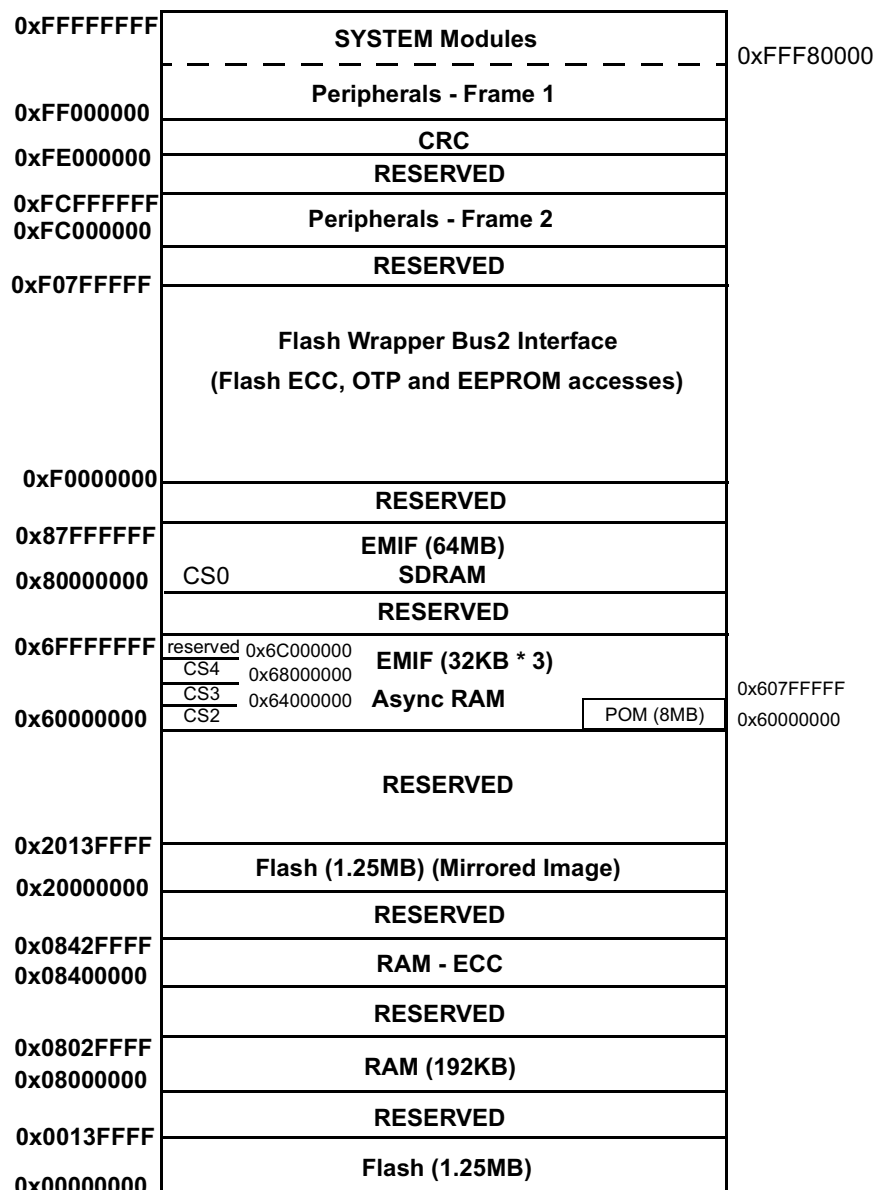 0xFFFFFFFF
SYSTEM Modules
0xFFF80000
Peripherals - Frame 1
0xFF000000
CRC
0xFE000000
RESERVED
0xFCFFFFFF
Peripherals - Frame 2
0xFC000000
RESERVED
0xF07FFFFF
Flash Wrapper Bus2 Interface
(Flash ECC, OTP and EEPROM accesses)
0xF0000000
RESERVED
0x87FFFFFF
EMIF (64MB)
0x80000000
CS0
SDRAM
RESERVED
0x6FFFFFFF
reserved
0x6C000000
EMIF (32KB * 3)
CS4
0x68000000
CS3
0x64000000
Async RAM
0x607FFFFF
0x60000000
CS2
POM (8MB)
0x60000000
RESERVED
0x2013FFFF
Flash (1.25MB) (Mirrored Image)
0x20000000
RESERVED
0x0842FFFF
RAM - ECC
0x08400000
RESERVED
0x0802FFFF
RAM (192KB)
0x08000000
RESERVED
0x0013FFFF
Flash (1.25MB)
0x00000000